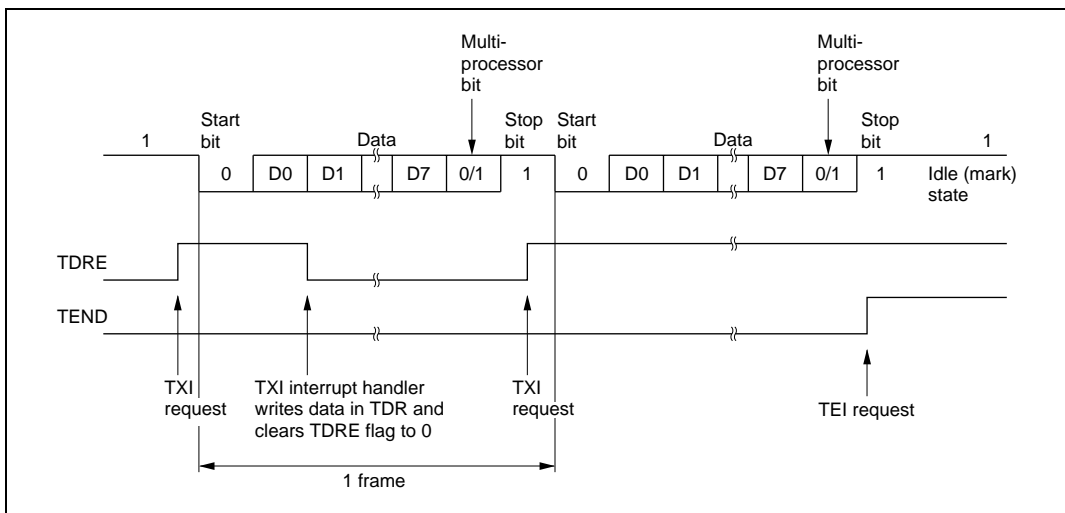 Multi-
processor
bit
Multi-
processor
bit
1
Start
bit
Data
Stop
bit
Start
bit
Data
Stop
bit
1
0 D0 D1 D7 0/1 1 0 D0 D1 D7 0/1 1 Idle (mark)
state
TDRE
TEND
TXI
request
TXI interrupt handler
writes data in TDR and
clears TDRE flag to 0
TXI
request
TEI request
1 frame